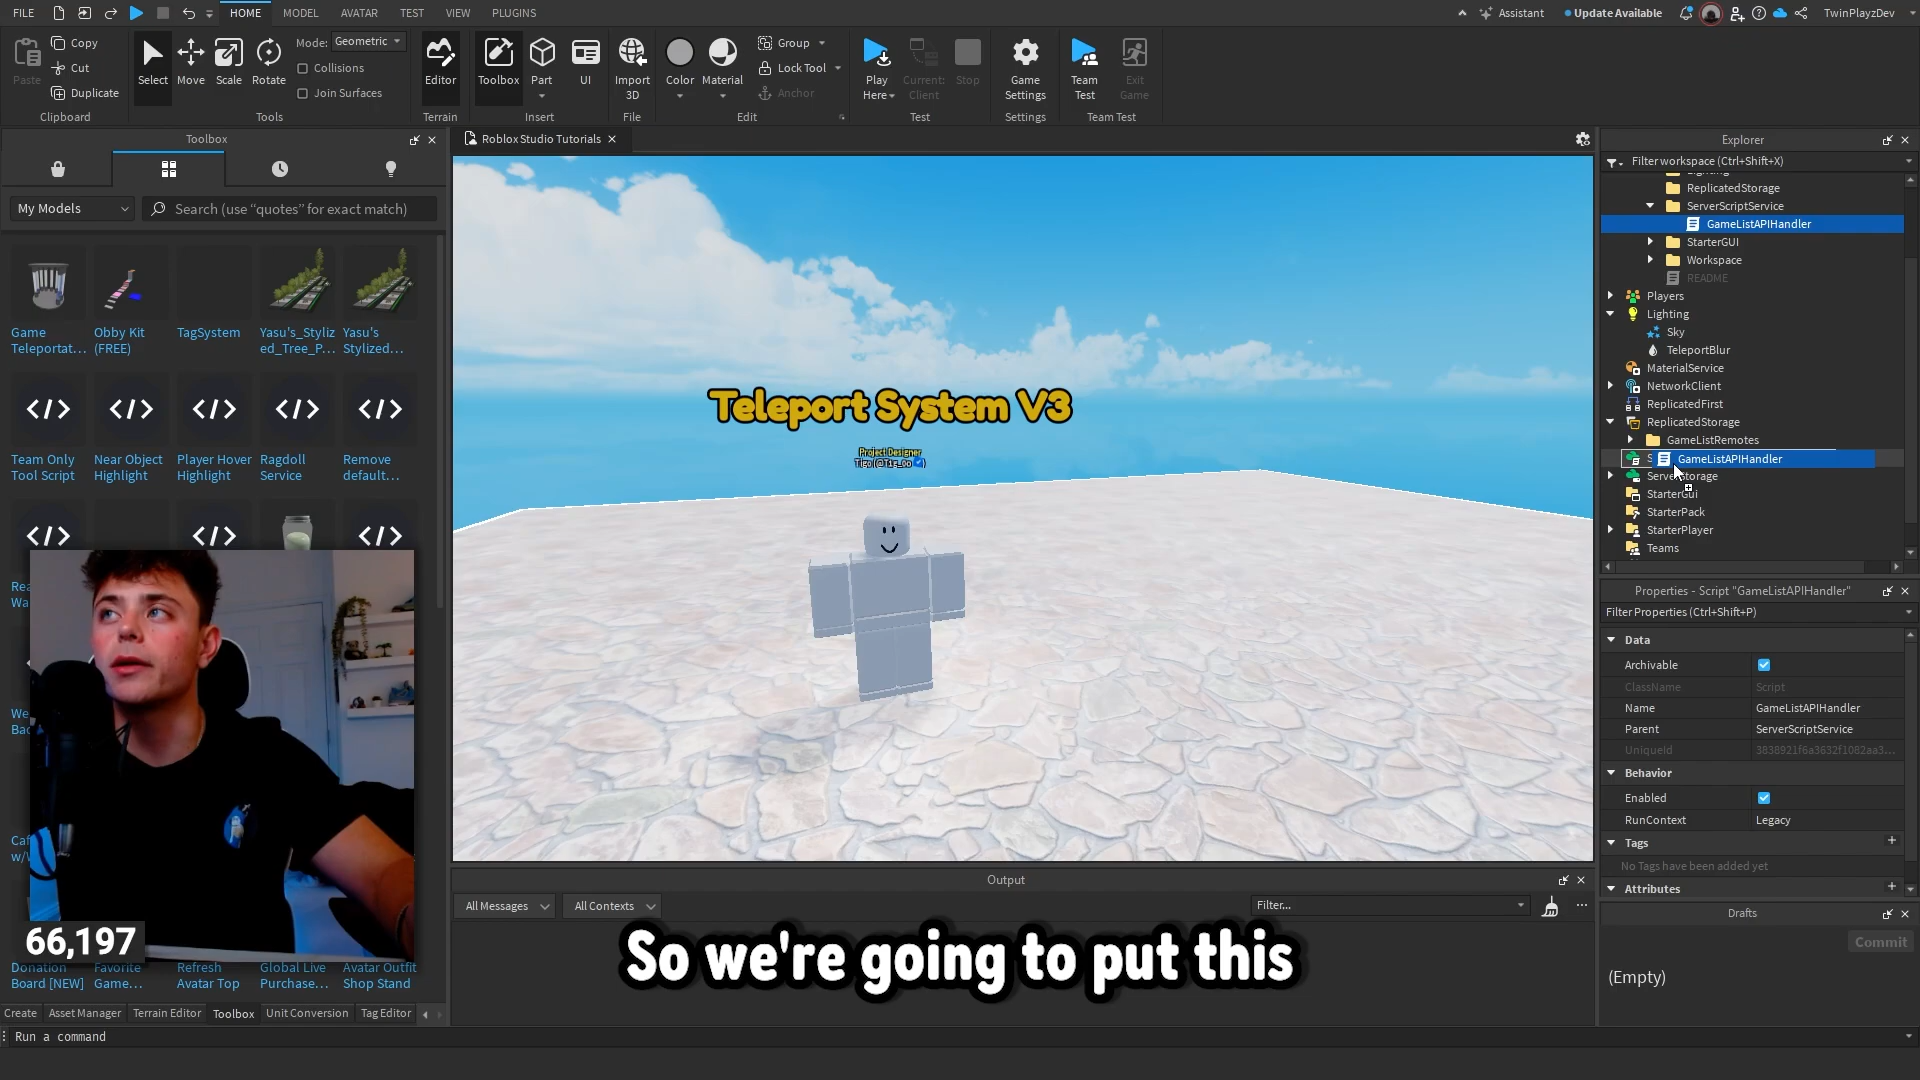 FILE
HOME
MODEL
AVATAR
TEST
VIEW
PLUGINS
Assistant
Update Available
TwinPlayzDev
Paste
Copy
Cut
Duplicate
Clipboard
Select
Move
Scale
Rotate
Mode:
Geometric
Collisions
Join Surfaces
Tools
Editor
Terrain
Toolbox
Part
UI
Insert
Import
3D
File
Color
Material
Group
Lock Tool
Anchor
Edit
Play
Here
Current:
Client
Stop
Test
Game
Settings
Settings
Team
Test
Exit
Game
Team Test
Toolbox
My Models
Search (use “quotes” for exact match)
Game
Teleportat...
Obby Kit
(FREE)
TagSystem
Yasu's_Styliz
ed_Tree_P...
Yasu's
Stylized...
Team Only
Tool Script
Near Object
Highlight
Player Hover
Highlight
Ragdoll
Service
Remove
default...
66,197
Donation
Board [NEW]
Favorite
Game...
Refresh
Avatar Top
Global Live
Purchase...
Avatar Outfit
Shop Stand
Create
Asset Manager
Terrain Editor
Toolbox
Unit Conversion
Tag Editor
Run a command
Roblox Studio Tutorials
Teleport System V3
Project Designer
Output
All Messages
All Contexts
Filter...
So we're going to put this
Explorer
Filter workspace (Ctrl+Shift+X)
Lighting
ReplicatedStorage
ServerScriptService
GameListAPIHandler
StarterGUI
Workspace
README
Players
Lighting
Sky
TeleportBlur
MaterialService
NetworkClient
ReplicatedFirst
ReplicatedStorage
GameListRemotes
GameListAPIHandler
ServerStorage
StarterGui
StarterPack
StarterPlayer
Teams
Properties - Script "GameListAPIHandler"
Filter Properties (Ctrl+Shift+P)
Data
Archivable
ClassName
Script
Name
GameListAPIHandler
Parent
ServerScriptService
UniqueId
3838921f6a3632f1082aa3...
Behavior
Enabled
RunContext
Legacy
Tags
No Tags have been added yet
Attributes
Drafts
Commit
(Empty)